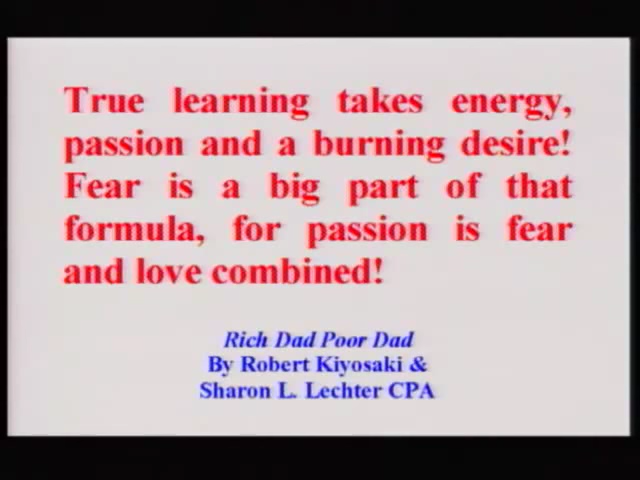 True learning takes energy,
passion and a burning desire!
Fear is a big part of that
formula, for passion is fear
and love combined!
Rich Dad Poor Dad
By Robert Kiyosaki &
Sharon L. Lechter CPA